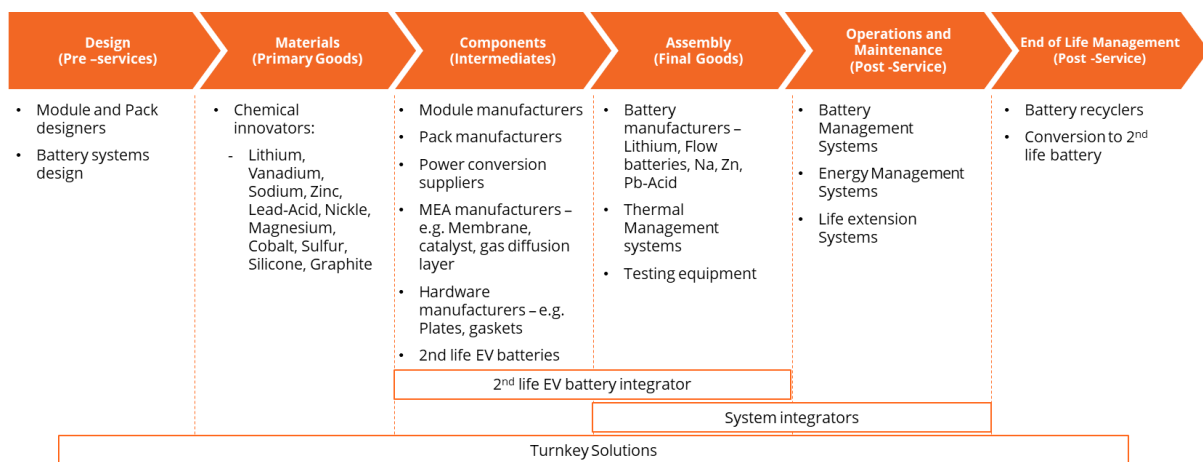 Design
(Pre –services)
Materials
(Primary Goods)
Components
(Intermediates)
Assembly
(Final Goods)
Operations and
Maintenance
(Post -Service)
End of Life Management
(Post -Service)
• Module and Pack
designers
• Battery systems
design
• Chemical
innovators:
- Lithium,
Vanadium,
Sodium, Zinc,
Lead-Acid, Nickle,
Magnesium,
Cobalt, Sulfur,
Silicone, Graphite
• Module manufacturers
• Pack manufacturers
• Power conversion
suppliers
• MEA manufacturers –
e.g. Membrane,
catalyst, gas diffusion
layer
• Hardware
manufacturers – e.g.
Plates, gaskets
• 2nd life EV batteries
• Battery
manufacturers –
Lithium, Flow
batteries, Na, Zn,
Pb-Acid
• Thermal
Management
systems
• Testing equipment
• Battery
Management
Systems
• Energy Management
Systems
• Life extension
Systems
• Battery recyclers
• Conversion to 2nd
life battery
2nd life EV battery integrator
System integrators
Turnkey Solutions